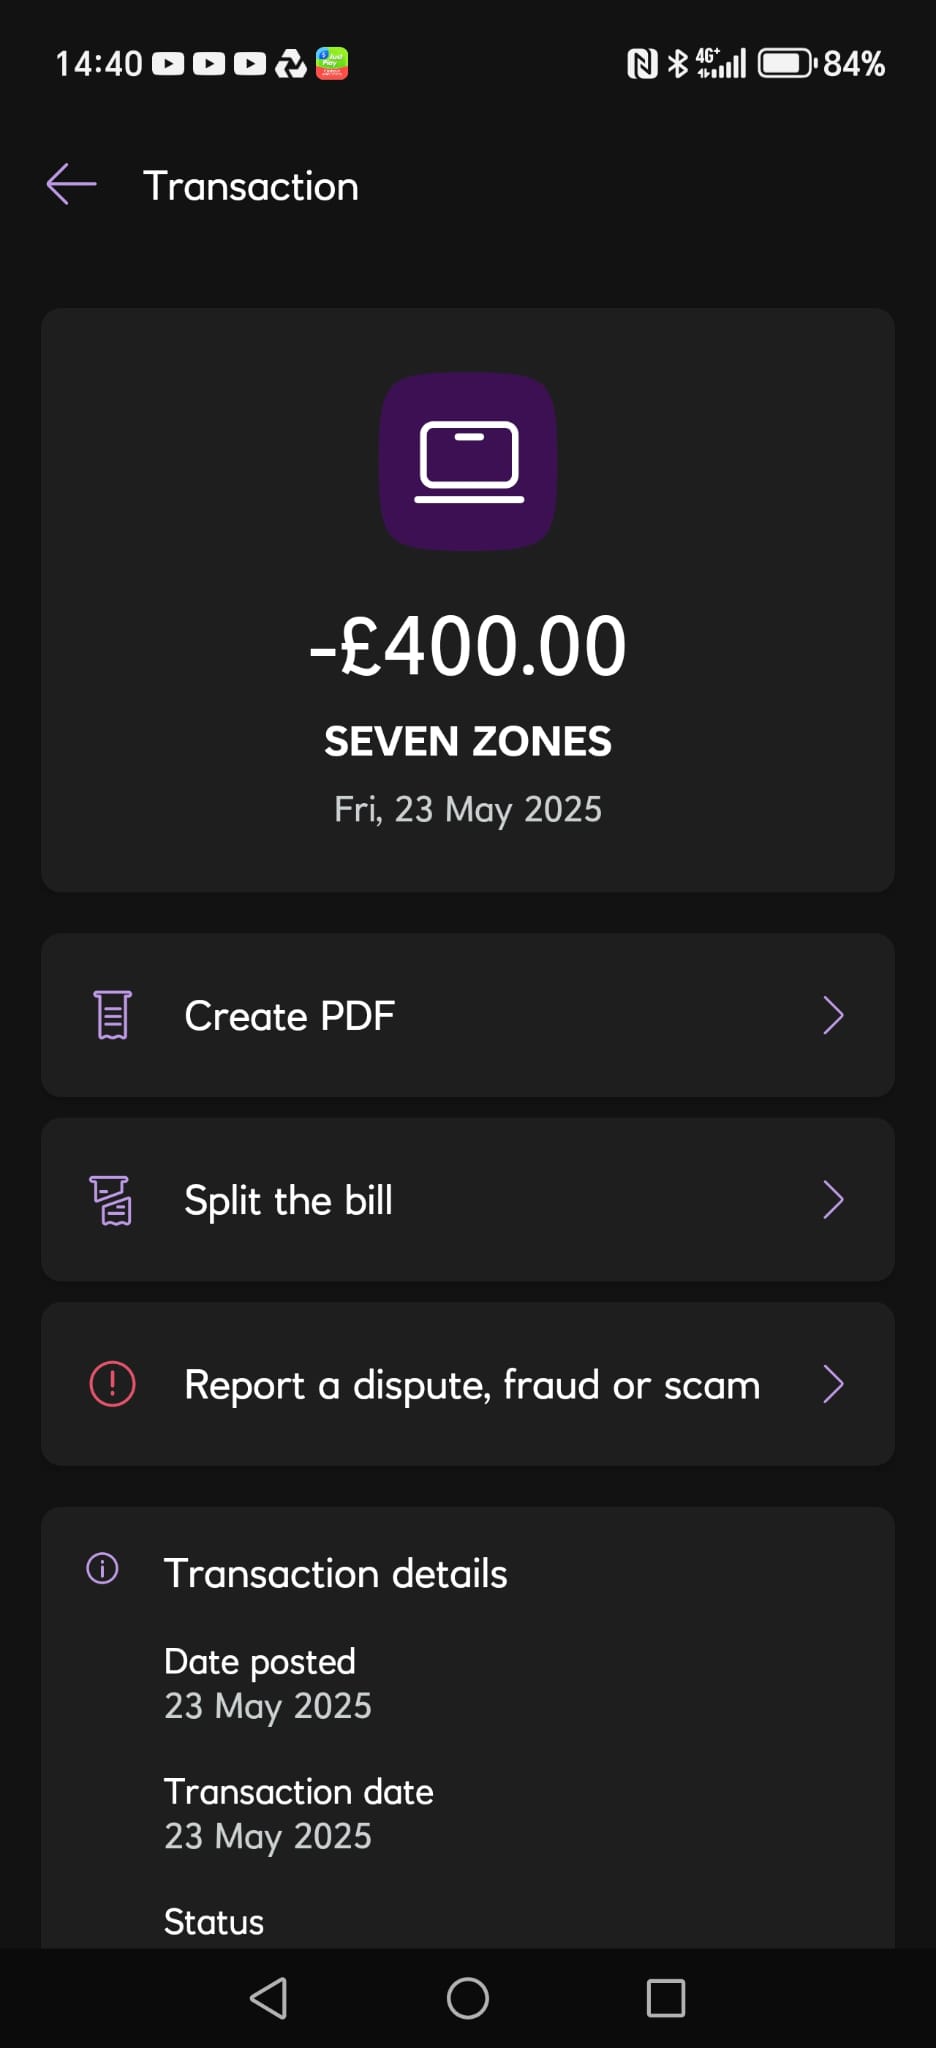 14:40 4G+ 84%
Transaction
-£400.00
SEVEN ZONES
Fri, 23 May 2025
Create PDF
Split the bill
Report a dispute, fraud or scam
Transaction details
Date posted
23 May 2025
Transaction date
23 May 2025
Status